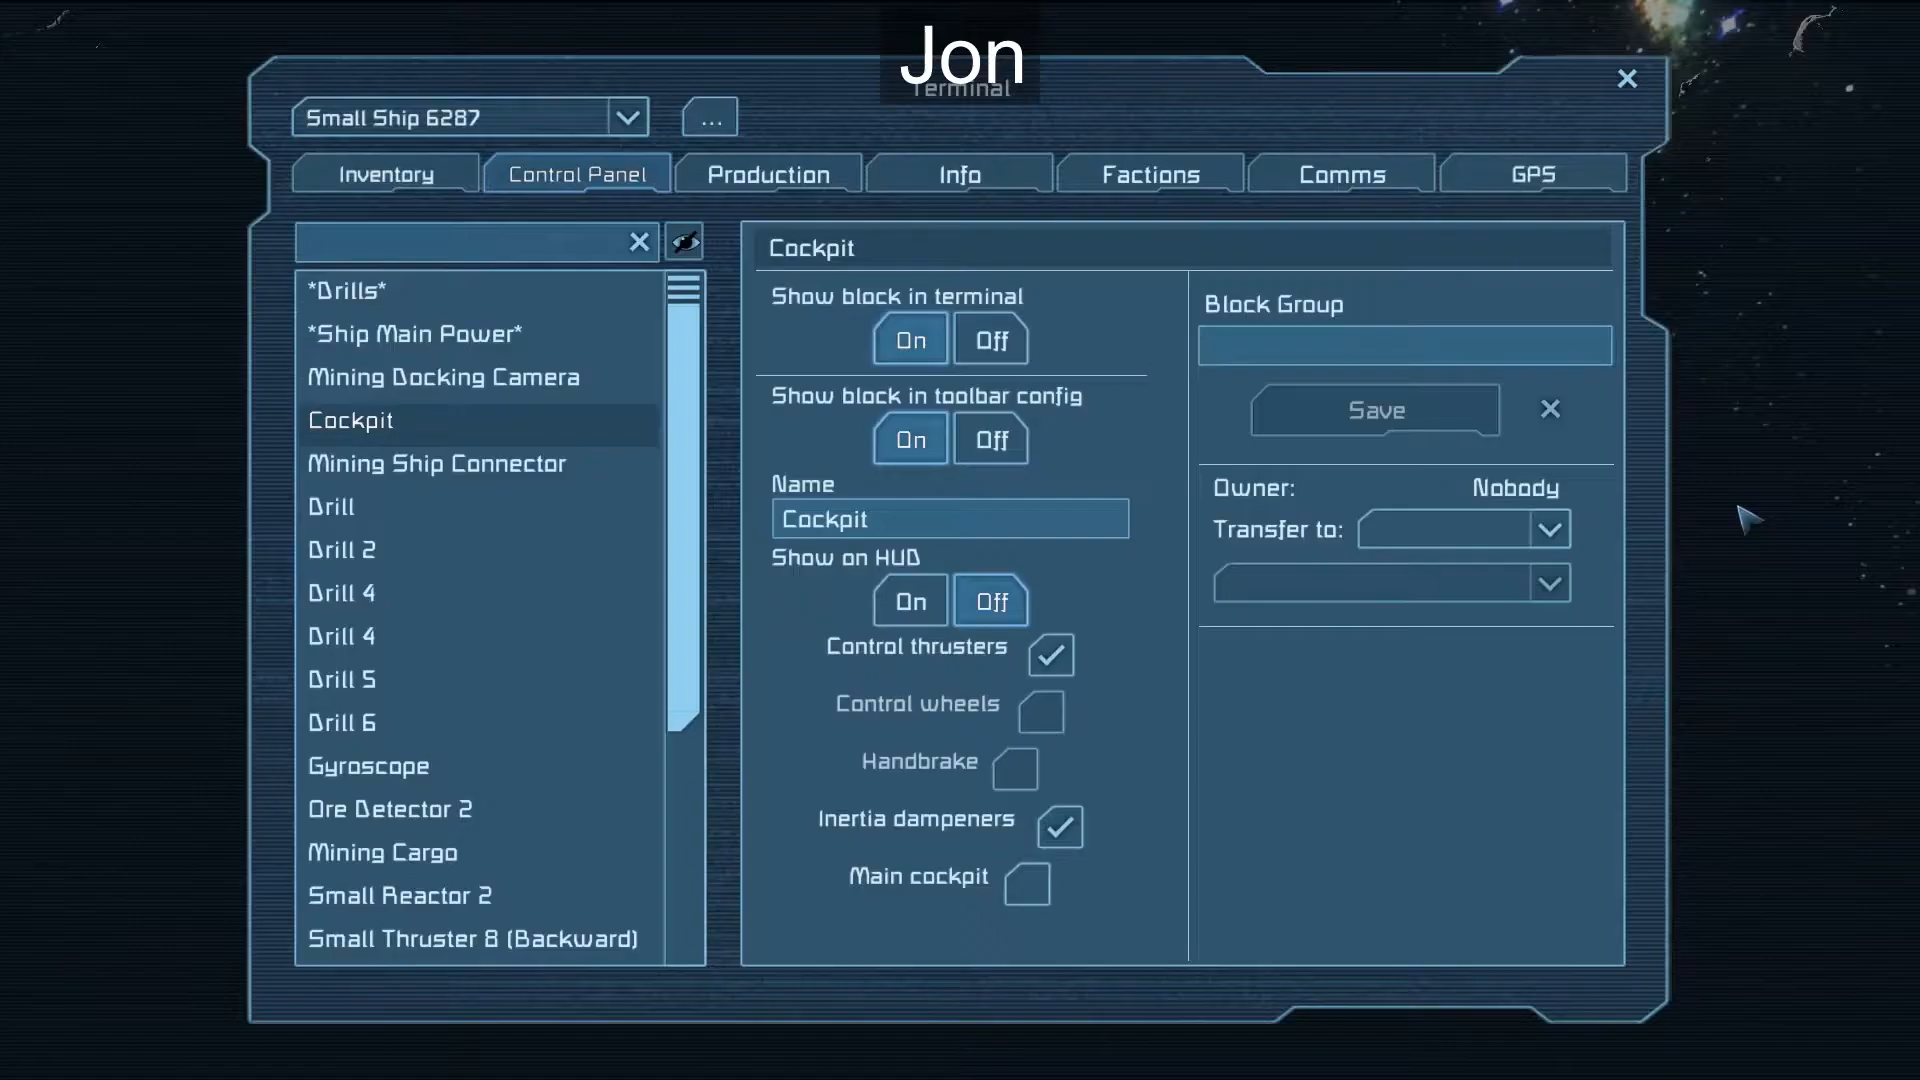 Jon
Terminal
Small Ship 6287
...
Inventory
Control Panel
Production
Info
Factions
Comms
GPS
*Drills*
*Ship Main Power*
Mining Docking Camera
Cockpit
Mining Ship Connector
Drill
Drill 2
Drill 4
Drill 4
Drill 5
Drill 6
Gyroscope
Ore Detector 2
Mining Cargo
Small Reactor 2
Small Thruster 8 (Backward)
Cockpit
Show block in terminal
On Off
Show block in toolbar config
On Off
Name
Cockpit
Show on HUD
On Off
Control thrusters
Control wheels
Handbrake
Inertia dampeners
Main cockpit
Block Group
Save
Owner: Nobody
Transfer to: